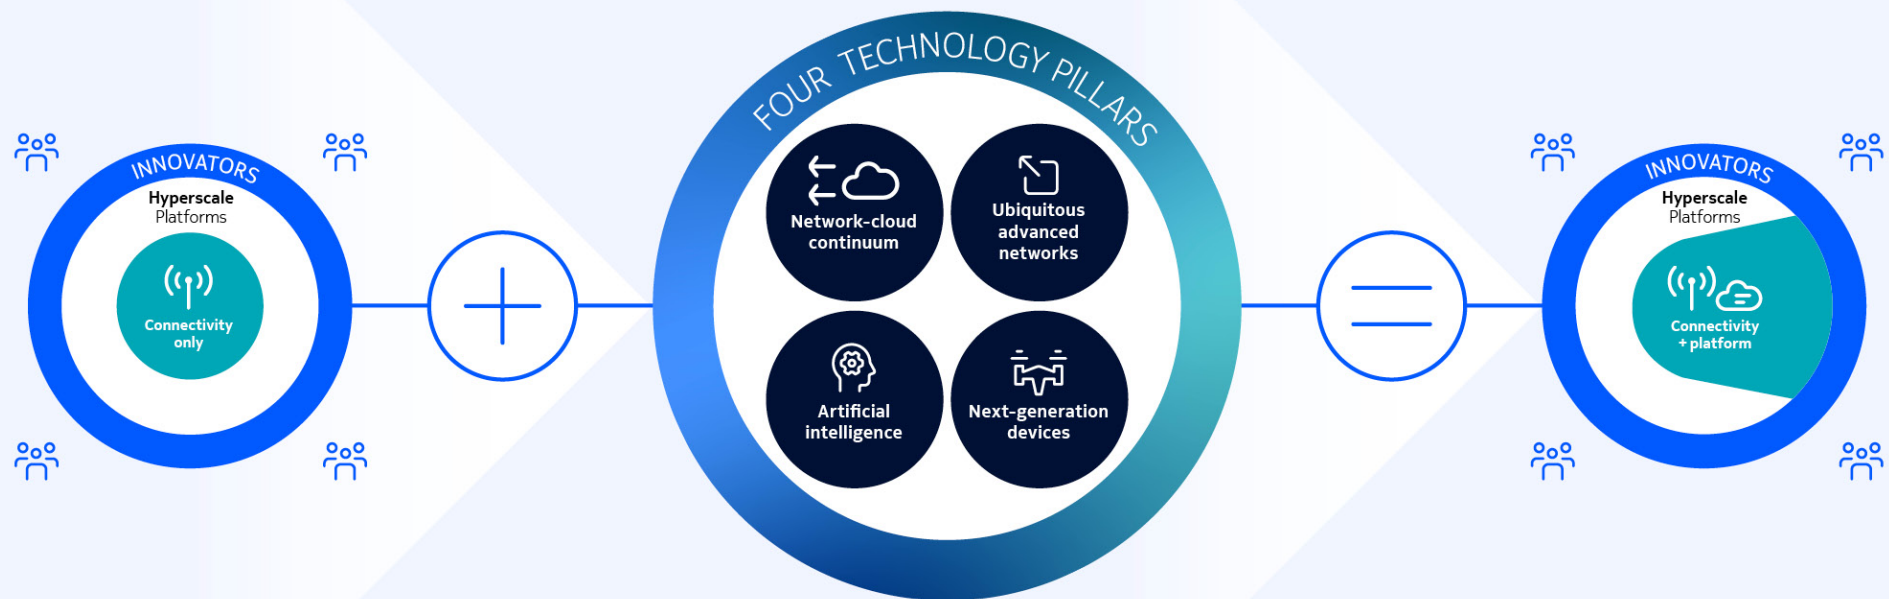 INNOVATORS
Hyperscale
Platforms
Connectivity
only
FOUR TECHNOLOGY PILLARS
Network-cloud
continuum
Ubiquitous
advanced
networks
Artificial
intelligence
Next-generation
devices
INNOVATORS
Hyperscale
Platforms
Connectivity
+ platform